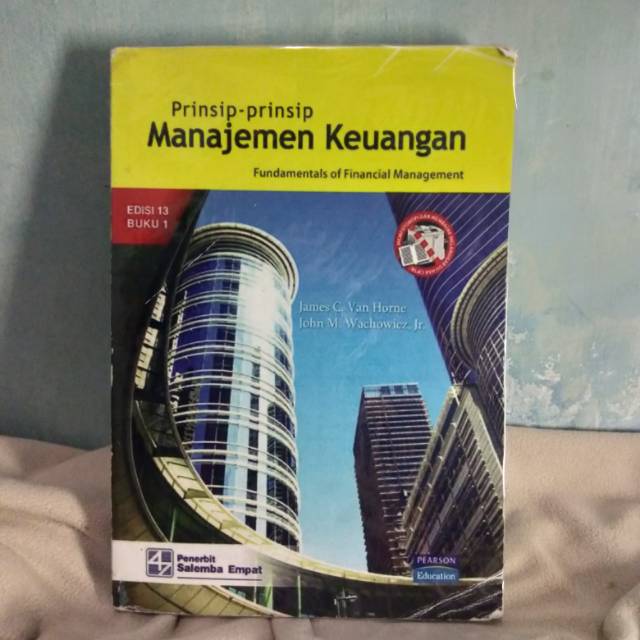 Prinsip-prinsip
Manajemen Keuangan
Fundamentals of Financial Management
EDISI 13
BUKU 1
James C. Van Horne
John M. Wachowicz, Jr.
Penerbit
Salemba Empat
PEARSON
Education